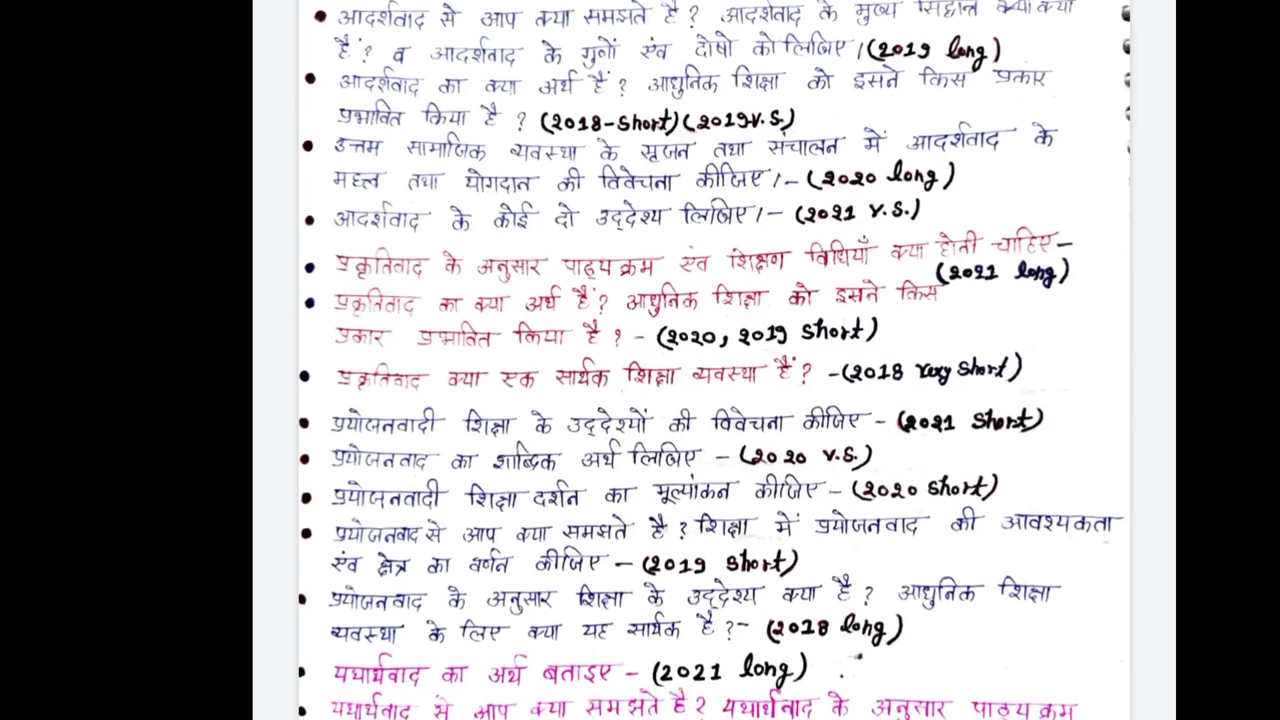 आदर्शवाद से आप क्या समझते है ? आदर्शवाद के मुख्य सिद्धान्त क्या क्या
है ? व आदर्शवाद के गुणों एंव दोषो को लिखिए । (2019 long)
आदर्शवाद का क्या अर्थ हैं ? आधुनिक शिक्षा को इसने किस प्रकार
प्रभावित किया है ? (2018-Short) (2019 V.S.)
उत्तम सामाजिक व्यवस्था के सृजन तथा संचालन में आदर्शवाद के
महत्त्व तथा योगदान की विवेचना कीजिए ।- (2020 long)
आदर्शवाद के कोई दो उद्देश्य लिखिए ।- (2021 V.S.)
प्रकृतिवाद के अनुसार पाठ्यक्रम एंव शिक्षण विधियाँ क्या होती चाहिए-
(2021 long)
प्रकृतिवाद का क्या अर्थ हैं ? आधुनिक शिक्षा को इसने किस
प्रकार प्रभावित किया है ? - (2020, 2019 Short)
प्रकृतिवाद क्या एक सार्थक शिक्षा व्यवस्था हैं ? -(2018 Very Short)
प्रयोजनवादी शिक्षा के उद्देश्यों की विवेचना कीजिए - (2021 Short)
प्रयोजनवाद का शाब्दिक अर्थ लिखिए - (2020 V.S.)
प्रयोजनवादी शिक्षा दर्शन का मूल्यांकन कीजिए - (2020 Short)
प्रयोजनवाद से आप क्या समझते है ? शिक्षा में प्रयोजनवाद की आवश्यकता
एंव क्षेत्र का वर्णन कीजिए - (2019 Short)
प्रयोजनवाद के अनुसार शिक्षा के उद्देश्य क्या है ? आधुनिक शिक्षा
व्यवस्था के लिए क्या यह सार्थक है ?- (2018 long)
यथार्थवाद का अर्थ बताइए - (2021 long)
यथार्थवाद से आप क्या समझते है ? यथार्थवाद के अनुसार पाठ्यक्रम